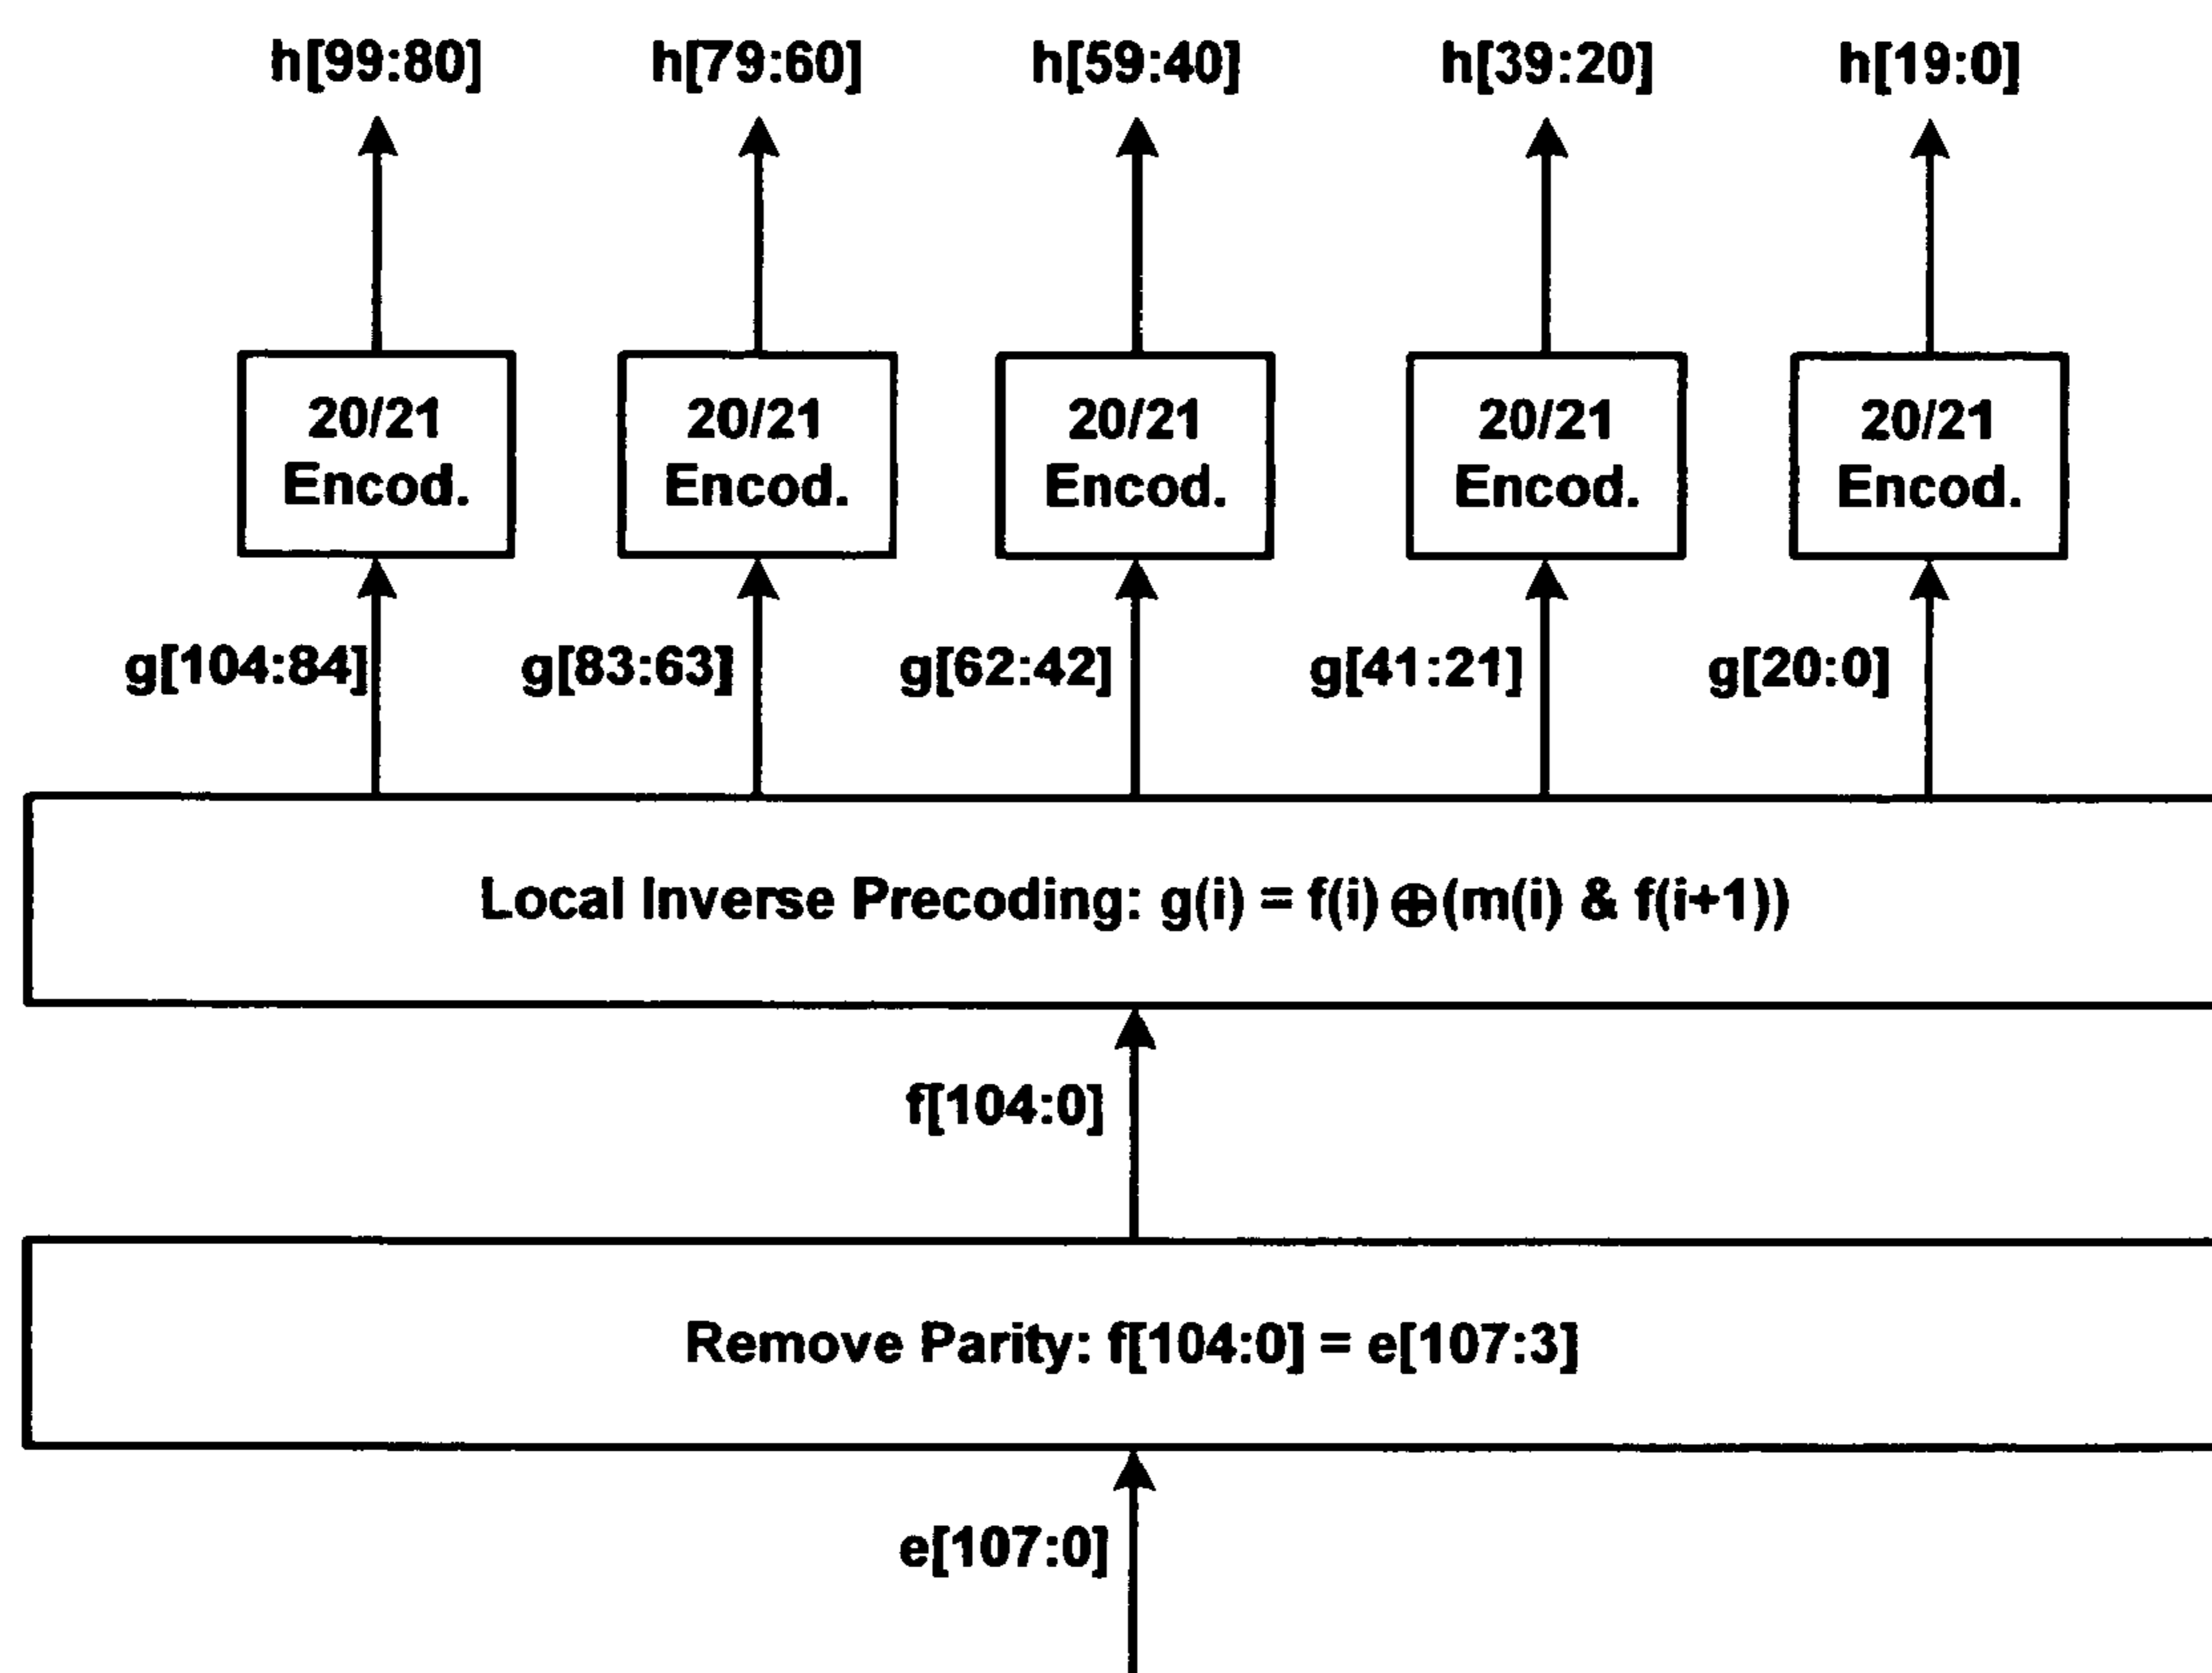 h[99:80] h[79:60] h[59:40] h[39:20] h[19:0]
20/21 20/21 20/21 20/21 20/21
Encod. Encod. Encod. Encod. Encod.
g[104:84] g[83:63] g[62:42] g[41:21] g[20:0]
Local Inverse Precoding: g(i) = f(i) ⊕ (m(i) & f(i+1))
f[104:0]
Remove Parity: f[104:0] = e[107:3]
e[107:0]